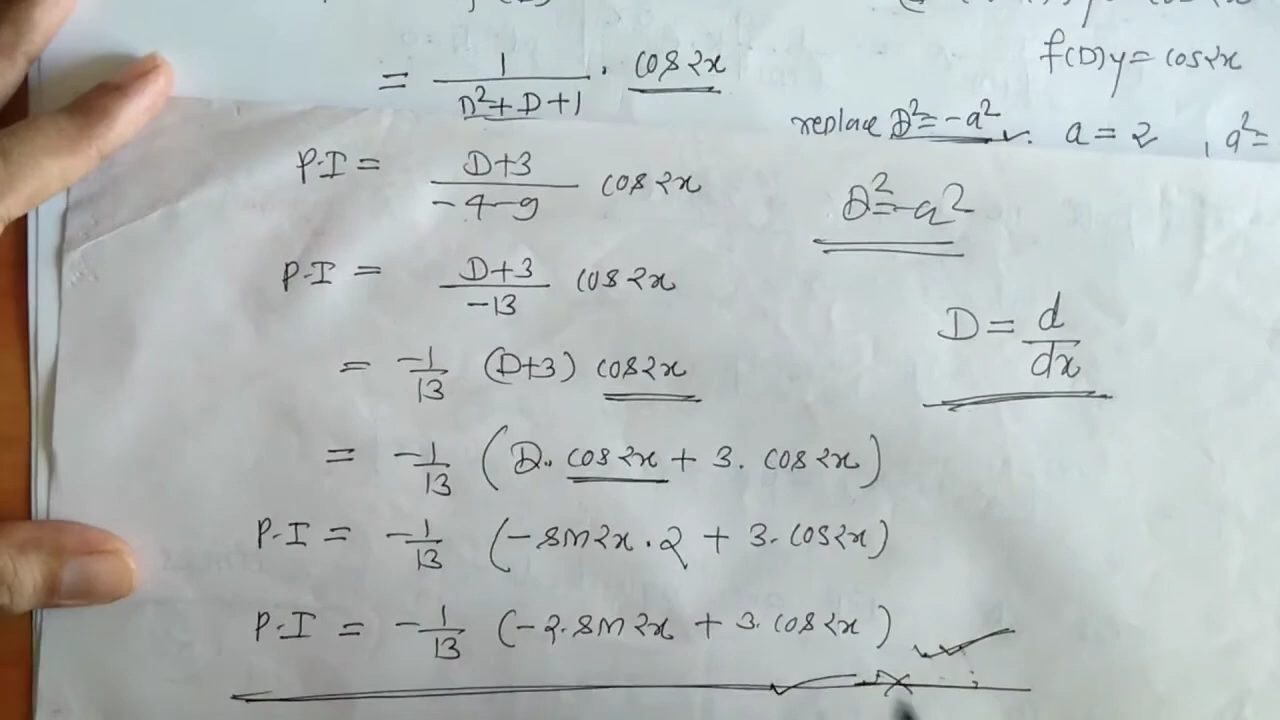 f(D)y = cos2x
= 1/(D²+D+1) . cos2x
replace D²=-a² . a = 2 , a²=
P.I = (D+3)/(-4-9) cos2x
D²=-a²
P.I = (D+3)/(-13) cos2x
D = d/dx
= -1/13 (D+3) cos2x
= -1/13 (D. cos2x + 3. cos2x)
P.I = -1/13 (-sin2x.2 + 3. cos2x)
P.I = -1/13 (-2.sin2x + 3.cos2x)